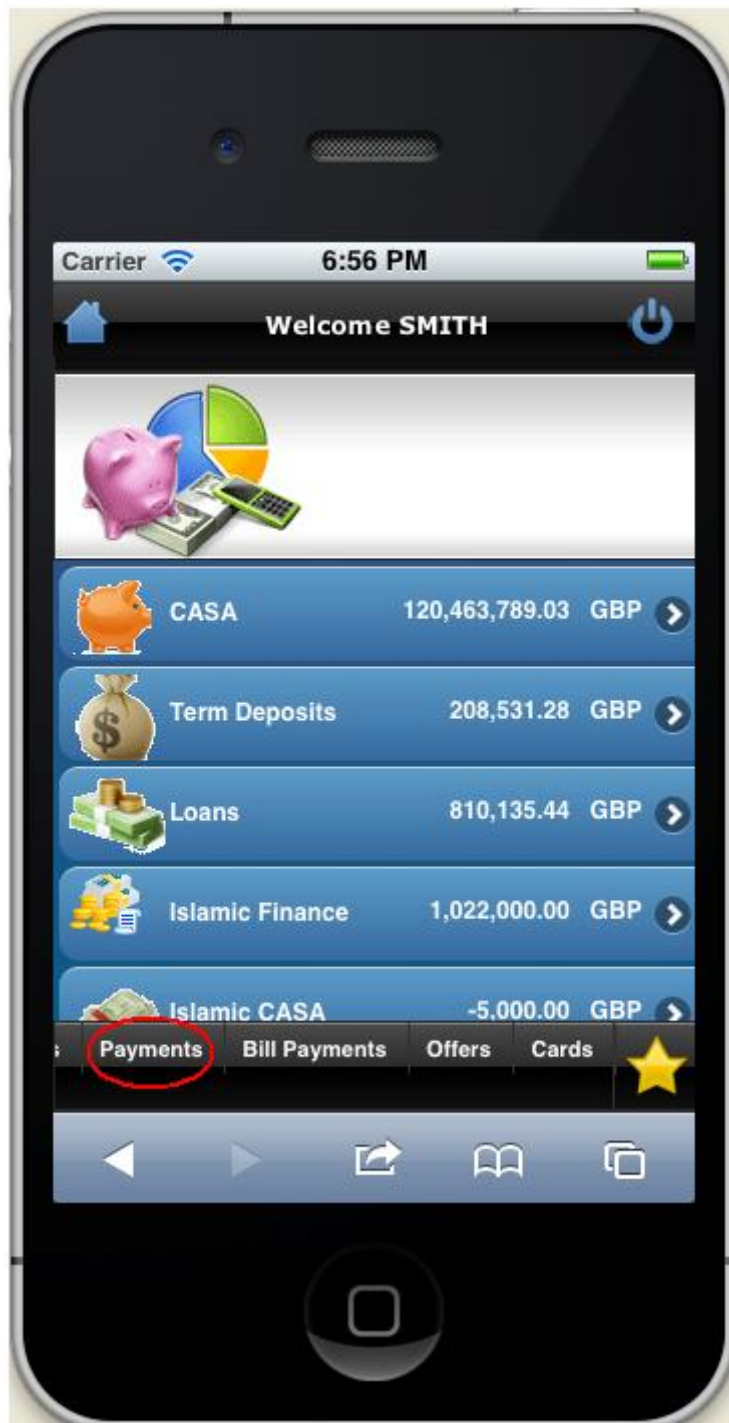 Carrier 6:56 PM
Welcome SMITH
CASA 120,463,789.03 GBP
Term Deposits 208,531.28 GBP
Loans 810,135.44 GBP
Islamic Finance 1,022,000.00 GBP
Islamic CASA -5,000.00 GBP
s Payments Bill Payments Offers Cards